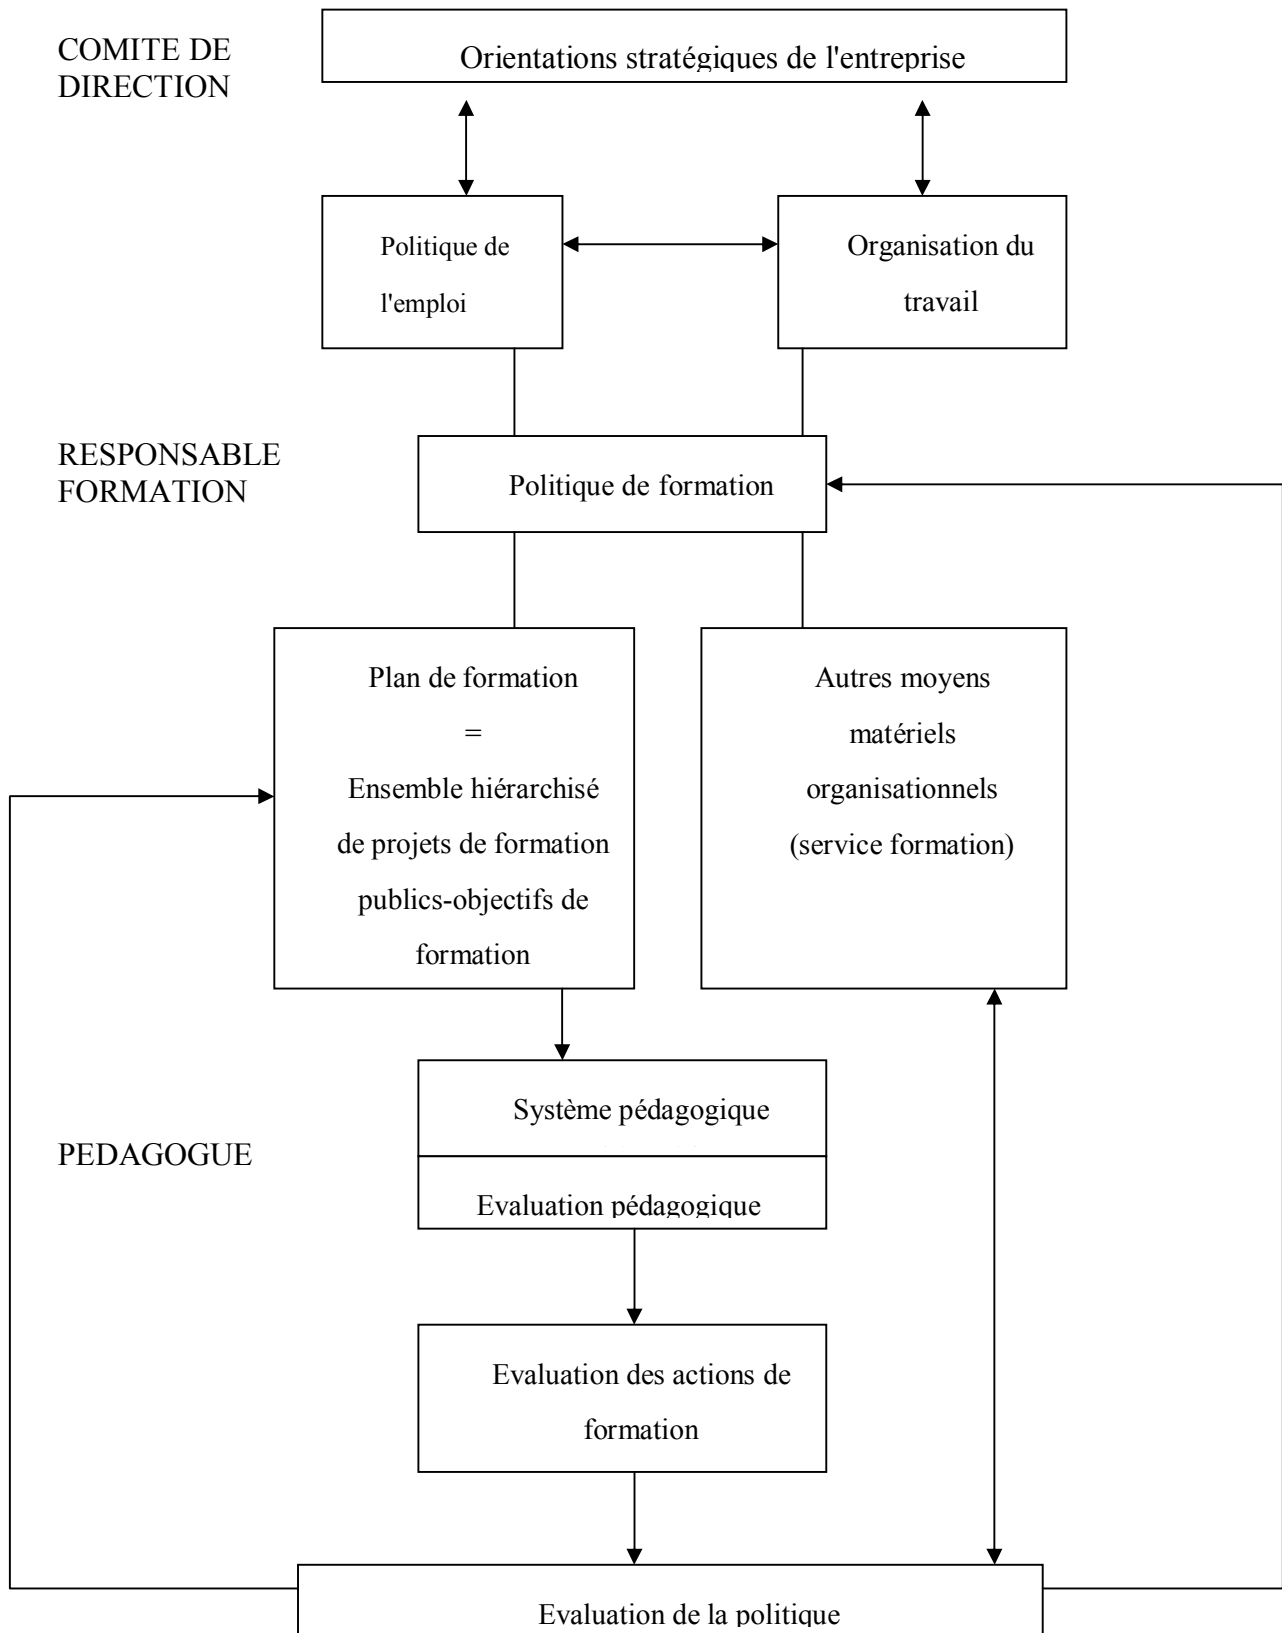 COMITE DE
DIRECTION
Orientations stratégiques de l'entreprise
Politique de
l'emploi
Organisation du
travail
RESPONSABLE
FORMATION
Politique de formation
Plan de formation
=
Ensemble hiérarchisé
de projets de formation
publics-objectifs de
formation
Autres moyens
matériels
organisationnels
(service formation)
PEDAGOGUE
Système pédagogique
Evaluation pédagogique
Evaluation des actions de
formation
Evaluation de la politique